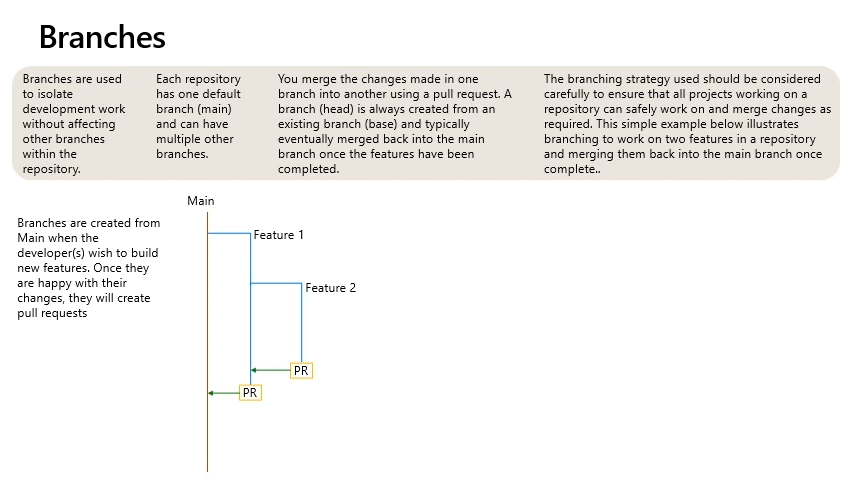 Branches
Branches are used
to isolate
development work
without affecting
other branches
within the
repository.
Each repository
has one default
branch (main)
and can have
multiple other
branches.
You merge the changes made in one
branch into another using a pull request. A
branch (head) is always created from an
existing branch (base) and typically
eventually merged back into the main
branch once the features have been
completed.
The branching strategy used should be considered
carefully to ensure that all projects working on a
repository can safely work on and merge changes as
required. This simple example below illustrates
branching to work on two features in a repository
and merging them back into the main branch once
complete..
Branches are created from
Main when the
developer(s) wish to build
new features. Once they
are happy with their
changes, they will create
pull requests
Main
Feature 1
Feature 2
PR
PR